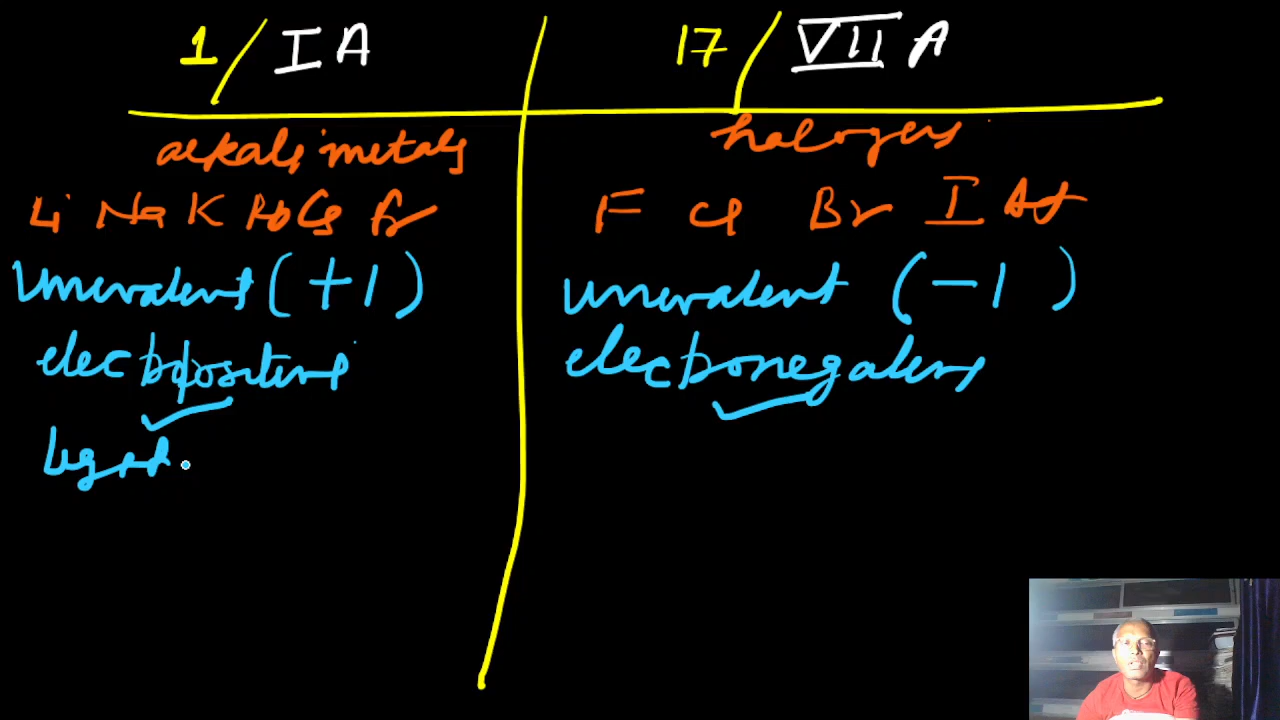 1/ IA
17/ VII A
alkali metals
halogens
Li Na K Rb Cs Fr
F Cl Br I At
univalent (+1)
univalent (-1)
electropositive
electronegative